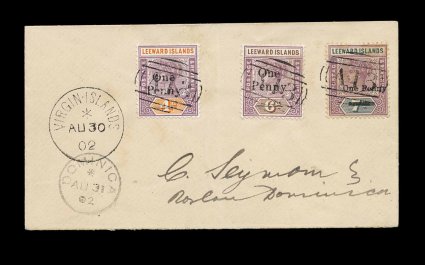 LEEWARD ISLANDS
One
Penny
LEEWARD ISLANDS
One
Penny
6D
LEEWARD ISLANDS
One Penny
VIRGIN-ISLANDS
*
AU 30
02
DOMINICA
*
AU 31
02
C. Seymour
Roseau Dominica